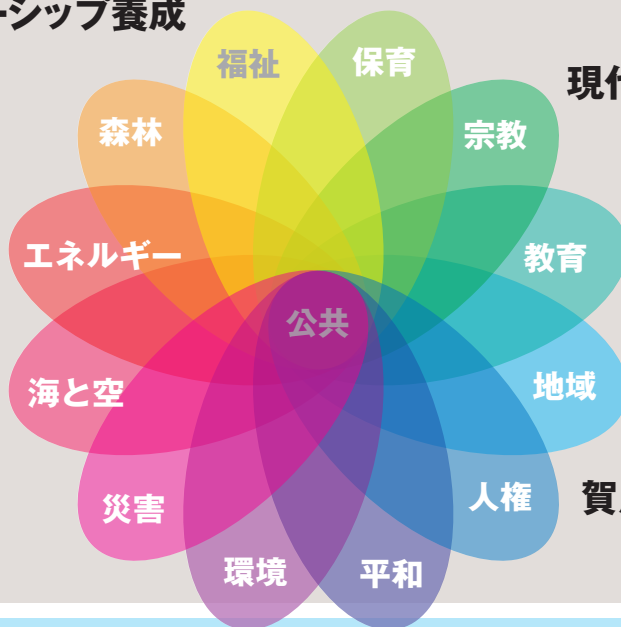 ーシップ養成
福祉
保育
現代
森林
宗教
エネルギー
教育
公共
海と空
地域
災害
人権
賀川
環境
平和